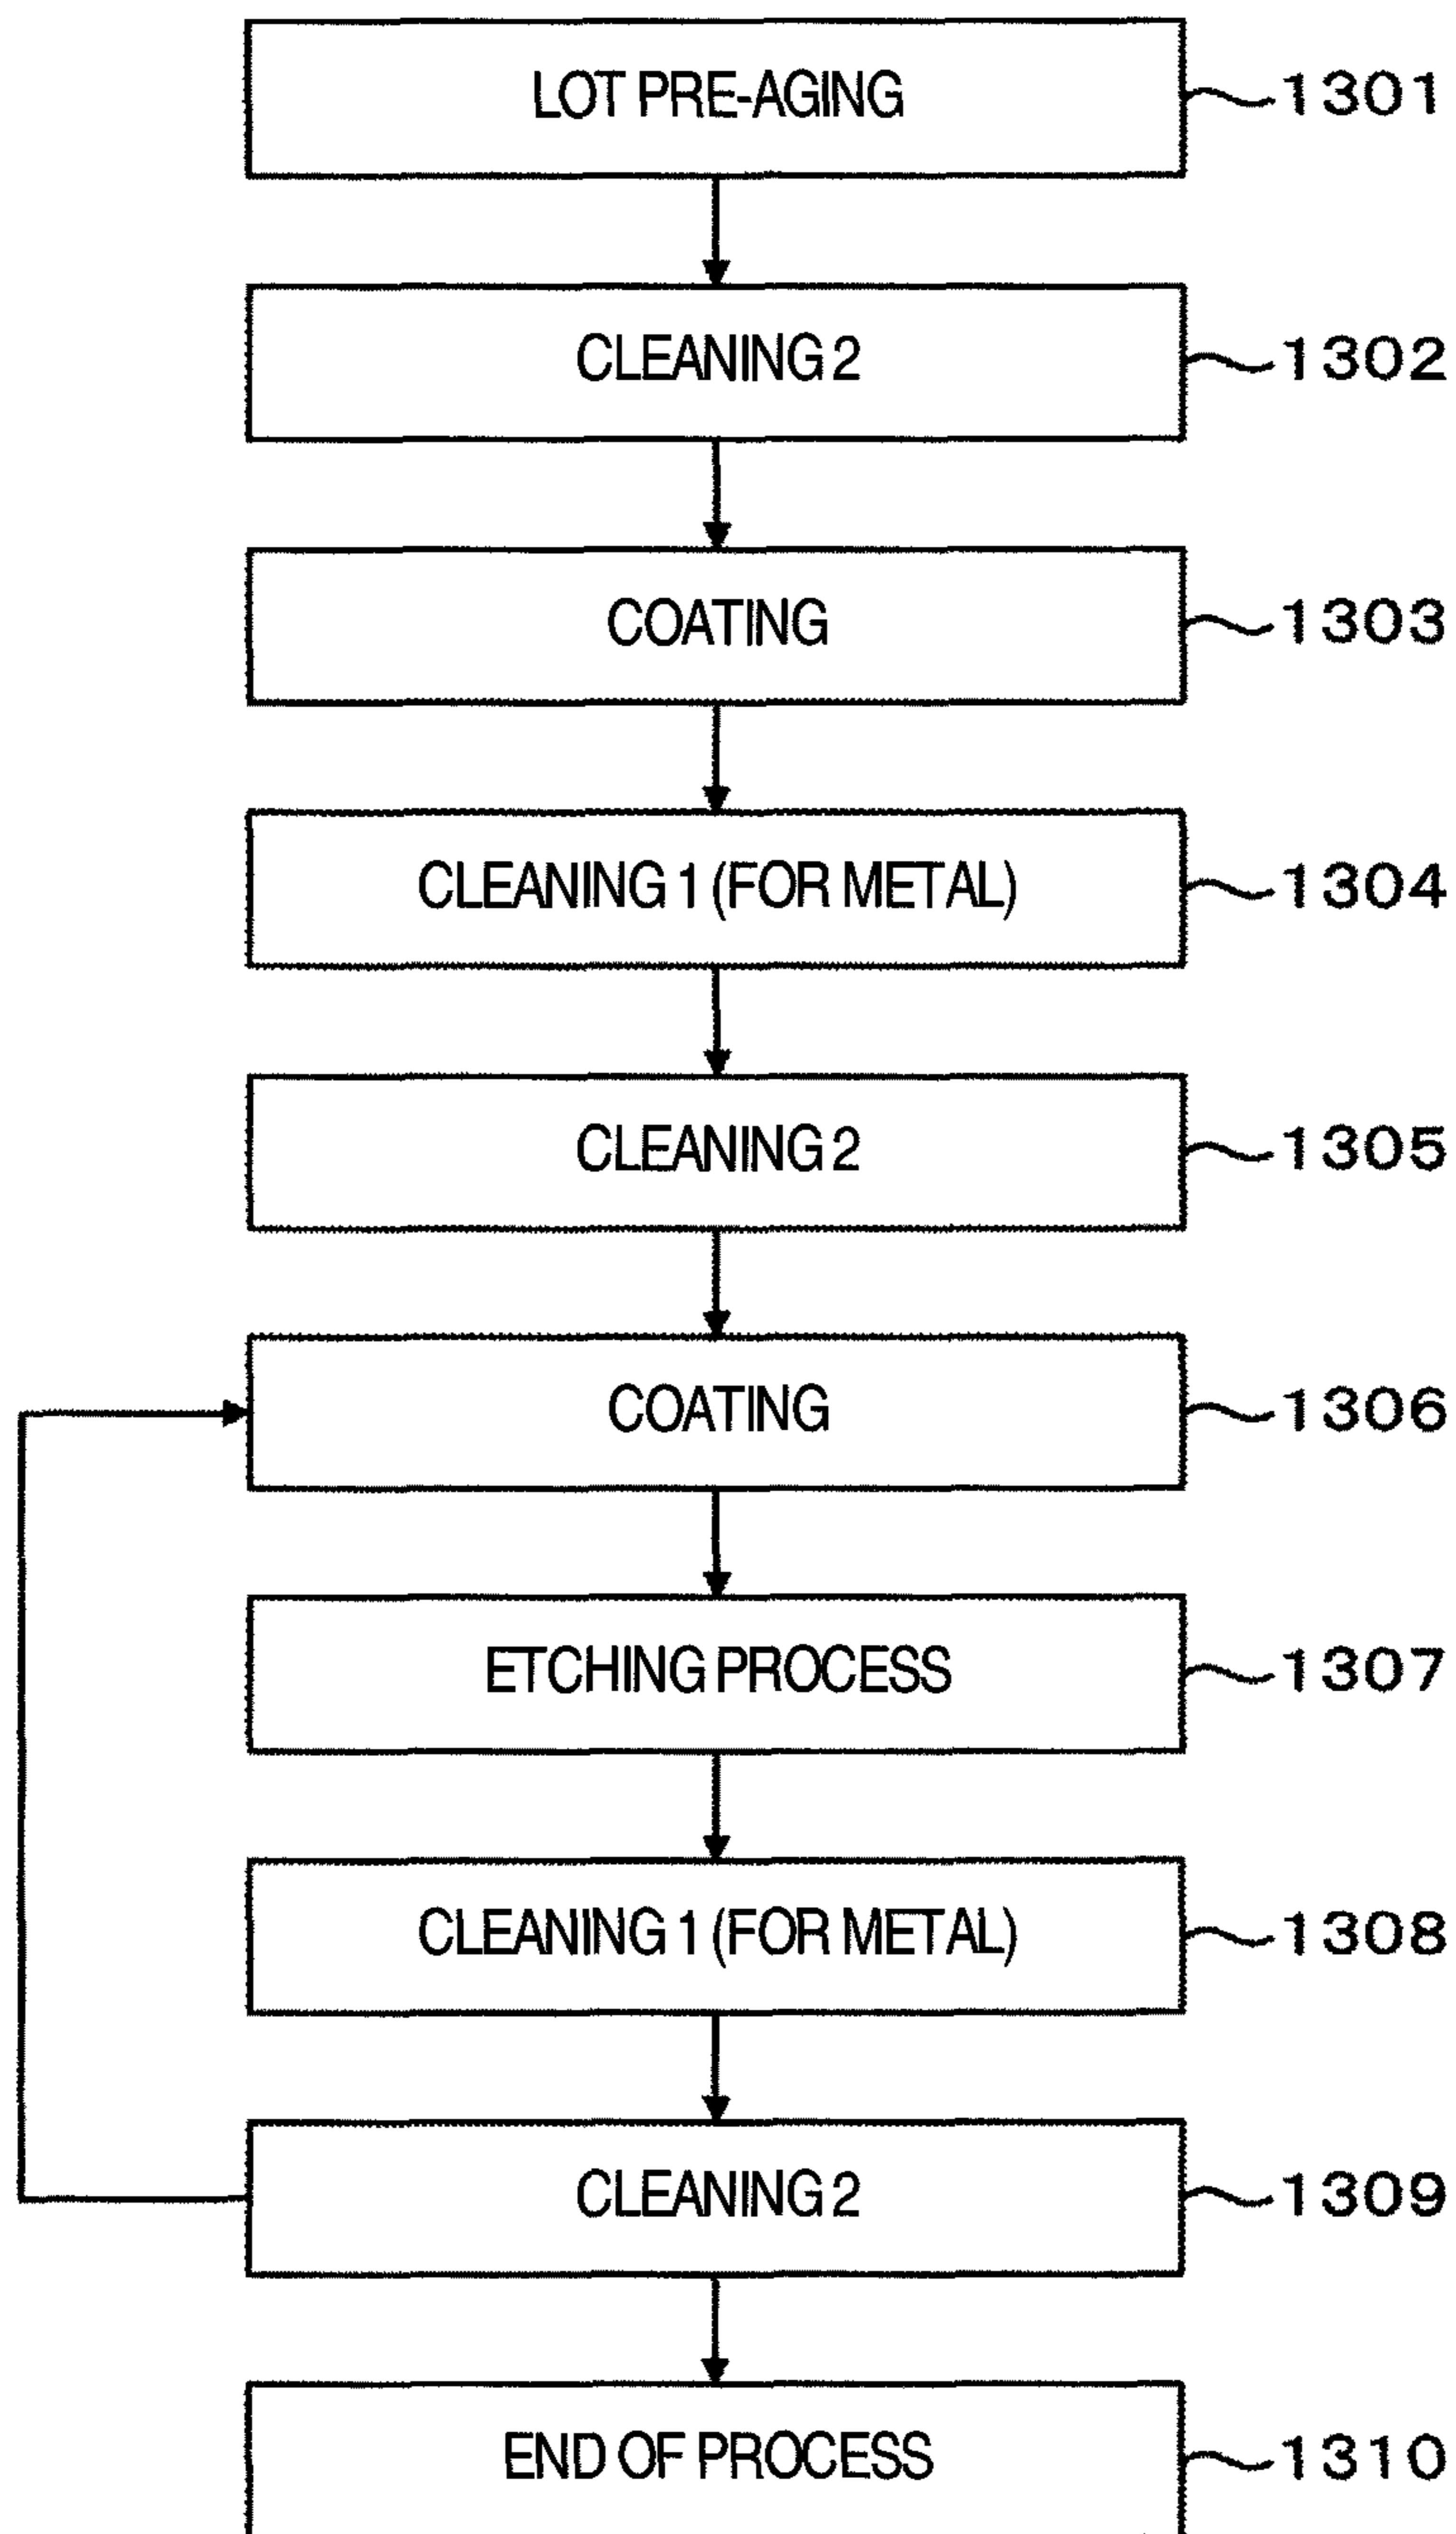 LOT PRE-AGING 1301
CLEANING 2 1302
COATING 1303
CLEANING 1 (FOR METAL) 1304
CLEANING 2 1305
COATING 1306
ETCHING PROCESS 1307
CLEANING 1 (FOR METAL) 1308
CLEANING 2 1309
END OF PROCESS 1310